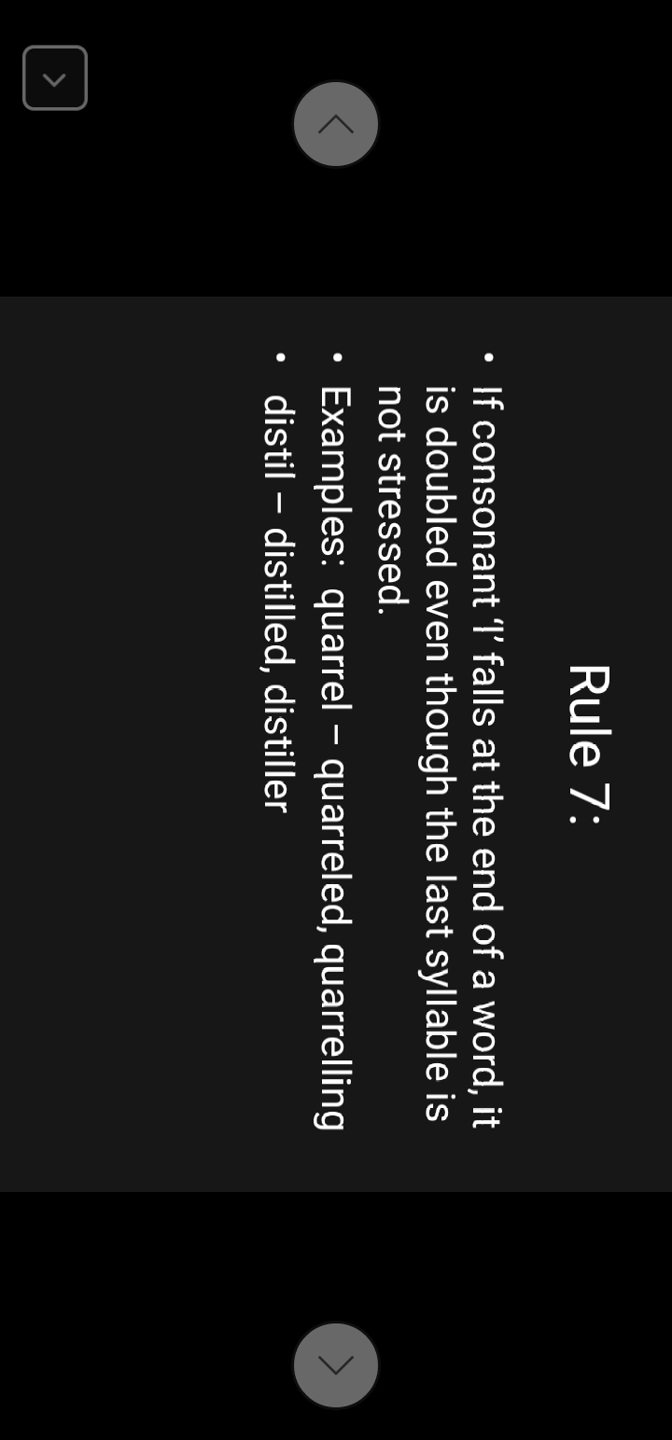 Rule 7:
• If consonant ‘l’ falls at the end of a word, it
is doubled even though the last syllable is
not stressed.
• Examples: quarrel – quarreled, quarrelling
• distil – distilled, distiller